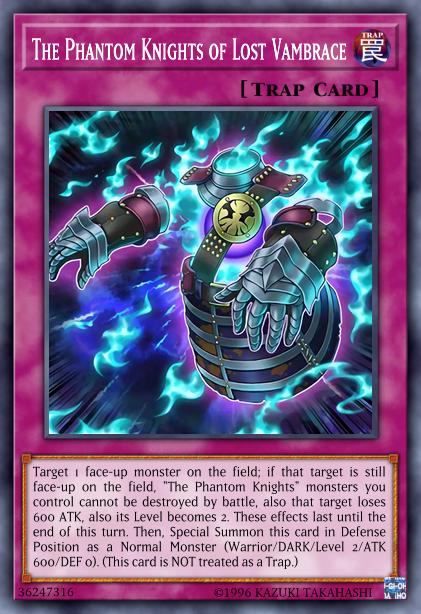 The Phantom Knights of Lost Vambrace
TRAP
罠
[TRAP CARD]
Target 1 face-up monster on the field; if that target is still
face-up on the field, "The Phantom Knights" monsters you
control cannot be destroyed by battle, also that target loses
600 ATK, also its Level becomes 2. These effects last until the
end of this turn. Then, Special Summon this card in Defense
Position as a Normal Monster (Warrior/DARK/Level 2/ATK
600/DEF 0). (This card is NOT treated as a Trap.)
36247316
©1996 KAZUKI TAKAHASHI